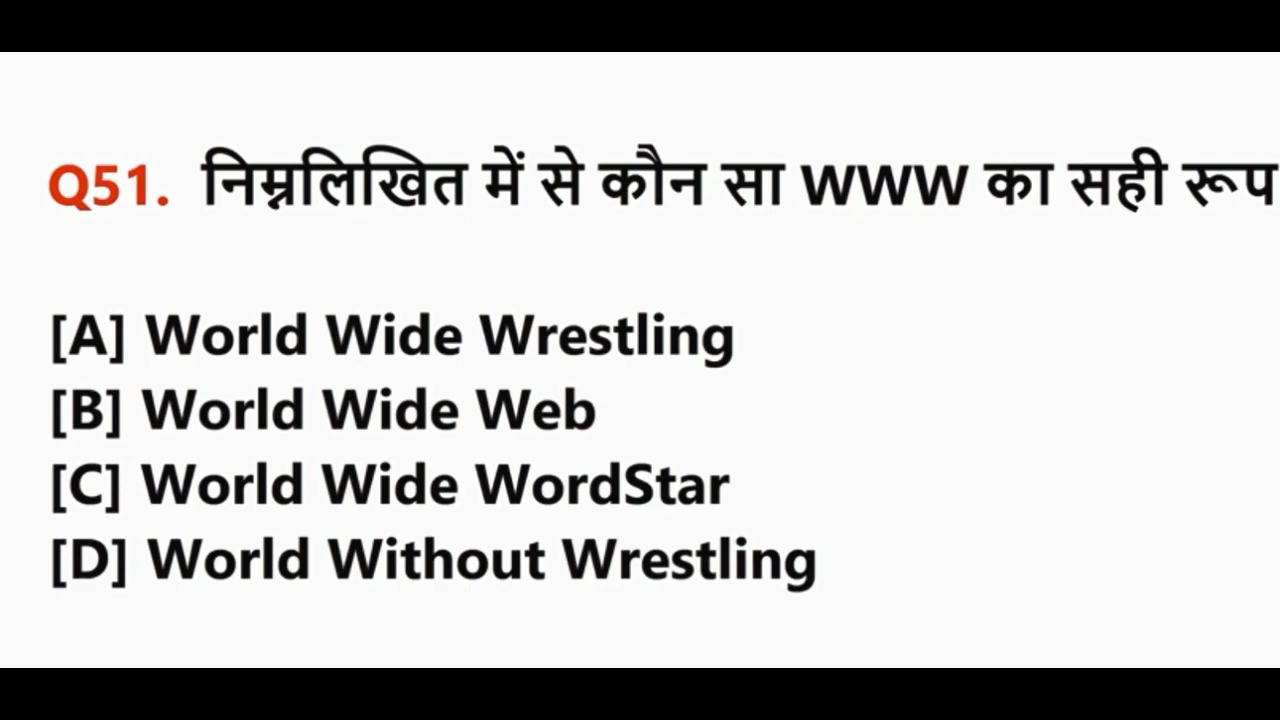 Q51. निम्नलिखित में से कौन सा WWW का सही रूप
[A] World Wide Wrestling
[B] World Wide Web
[C] World Wide WordStar
[D] World Without Wrestling